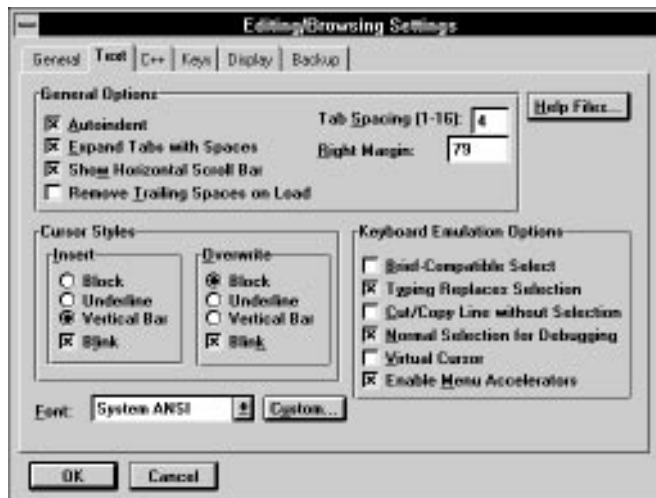 Editing/Browsing Settings
General Text C++ Keys Display Backup
General Options
Autoindent
Expand Tabs with Spaces
Show Horizontal Scroll Bar
Remove Trailing Spaces on Load
Tab Spacing (1-16): 4
Right Margin: 79
Help Files...
Cursor Styles
Insert
Block
Underline
Vertical Bar
Blink
Overwrite
Block
Underline
Vertical Bar
Blink
Keyboard Emulation Options
Brief-Compatible Select
Typing Replaces Selection
Cut/Copy Line without Selection
Normal Selection for Debugging
Virtual Cursor
Enable Menu Accelerators
Font: System ANSI Custom...
OK Cancel